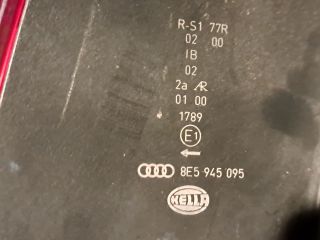 R-S1 77R
02 00
IB
02
2a AR
01 00
1789
E1
8E5 945 095
HELLA